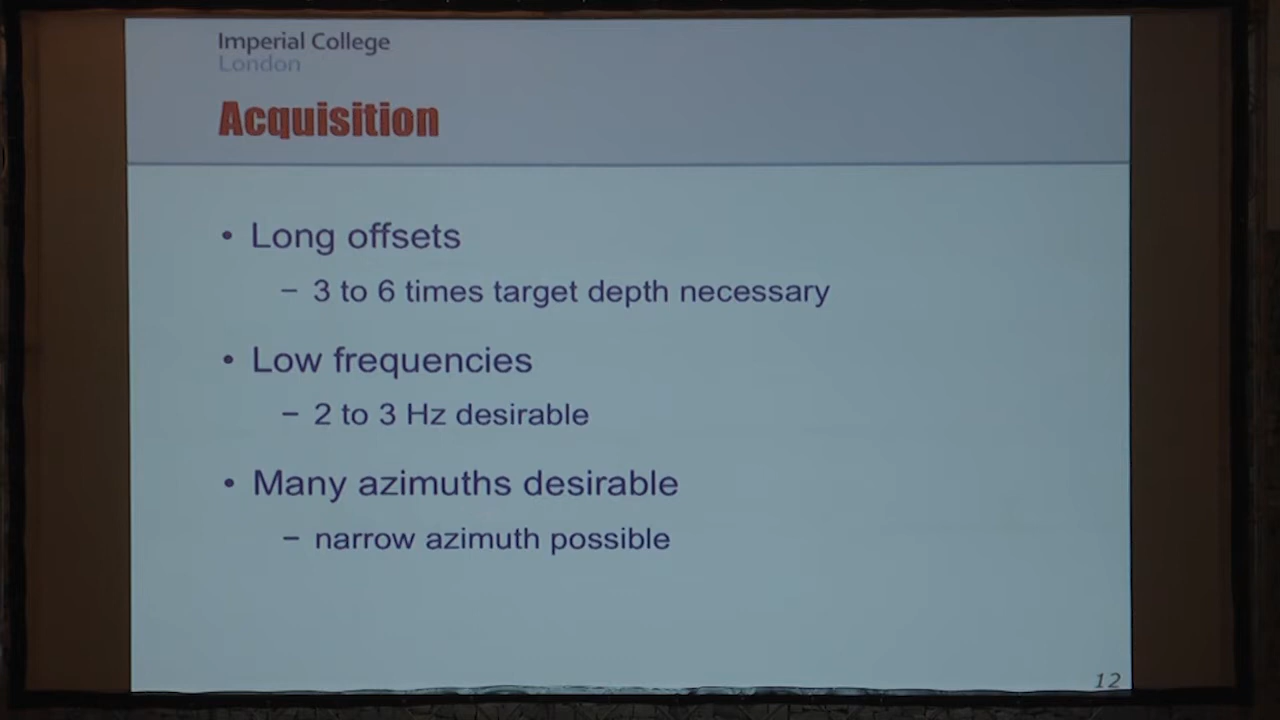 Imperial College
London
Acquisition
• Long offsets
– 3 to 6 times target depth necessary
• Low frequencies
– 2 to 3 Hz desirable
• Many azimuths desirable
– narrow azimuth possible
12